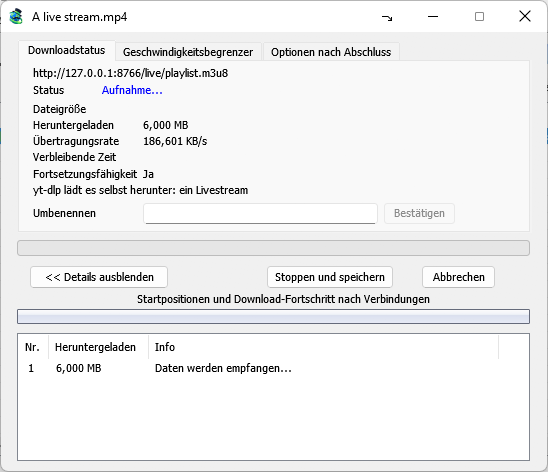 A live stream.mp4
Downloadstatus Geschwindigkeitsbegrenzer Optionen nach Abschluss
http://127.0.0.1:8766/live/playlist.m3u8
Status Aufnahme...
Dateigröße
Heruntergeladen 6,000 MB
Übertragungsrate 186,601 KB/s
Verbleibende Zeit
Fortsetzungsfähigkeit Ja
yt-dlp lädt es selbst herunter: ein Livestream
Umbenennen Bestätigen
<< Details ausblenden Stoppen und speichern Abbrechen
Startpositionen und Download-Fortschritt nach Verbindungen
Nr. Heruntergeladen Info
1 6,000 MB Daten werden empfangen...